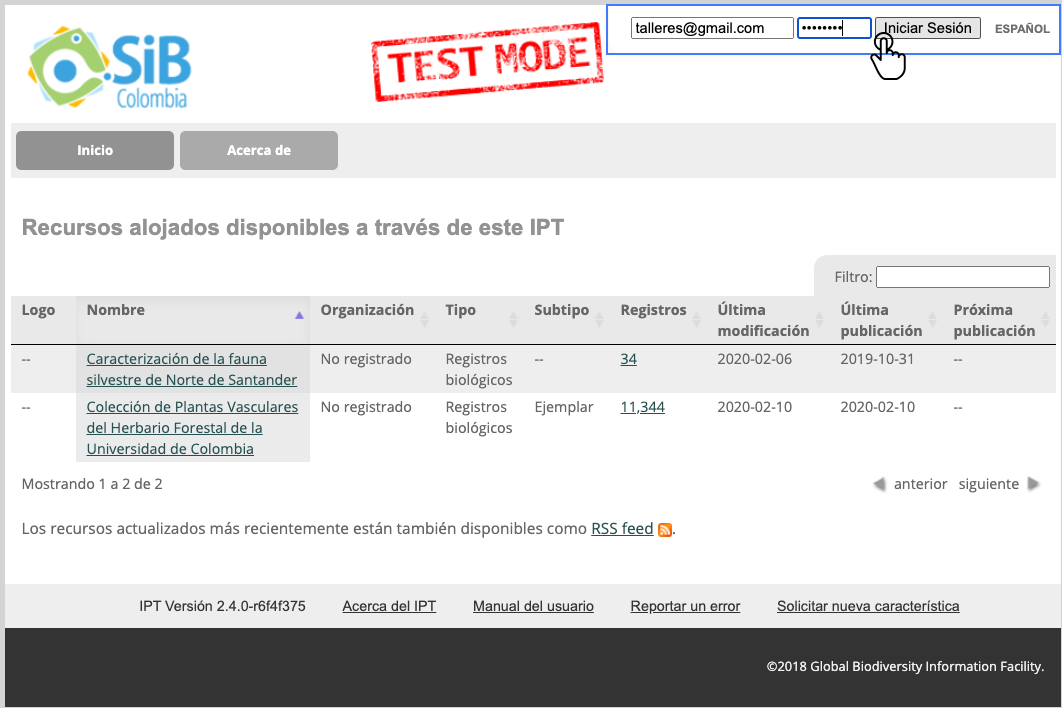 talleres@gmail.com •••••••• Iniciar Sesión ESPAÑOL
SiB
Colombia
TEST MODE
Inicio Acerca de
Recursos alojados disponibles a través de este IPT
Filtro:
Logo Nombre Organización Tipo Subtipo Registros Última modificación Última publicación Próxima publicación
-- Caracterización de la fauna silvestre de Norte de Santander No registrado Registros biológicos -- 34 2020-02-06 2019-10-31 --
-- Colección de Plantas Vasculares del Herbario Forestal de la Universidad de Colombia No registrado Registros biológicos Ejemplar 11,344 2020-02-10 2020-02-10 --
Mostrando 1 a 2 de 2 anterior siguiente
Los recursos actualizados más recientemente están también disponibles como RSS feed .
IPT Versión 2.4.0-r6f4f375 Acerca del IPT Manual del usuario Reportar un error Solicitar nueva característica
©2018 Global Biodiversity Information Facility.